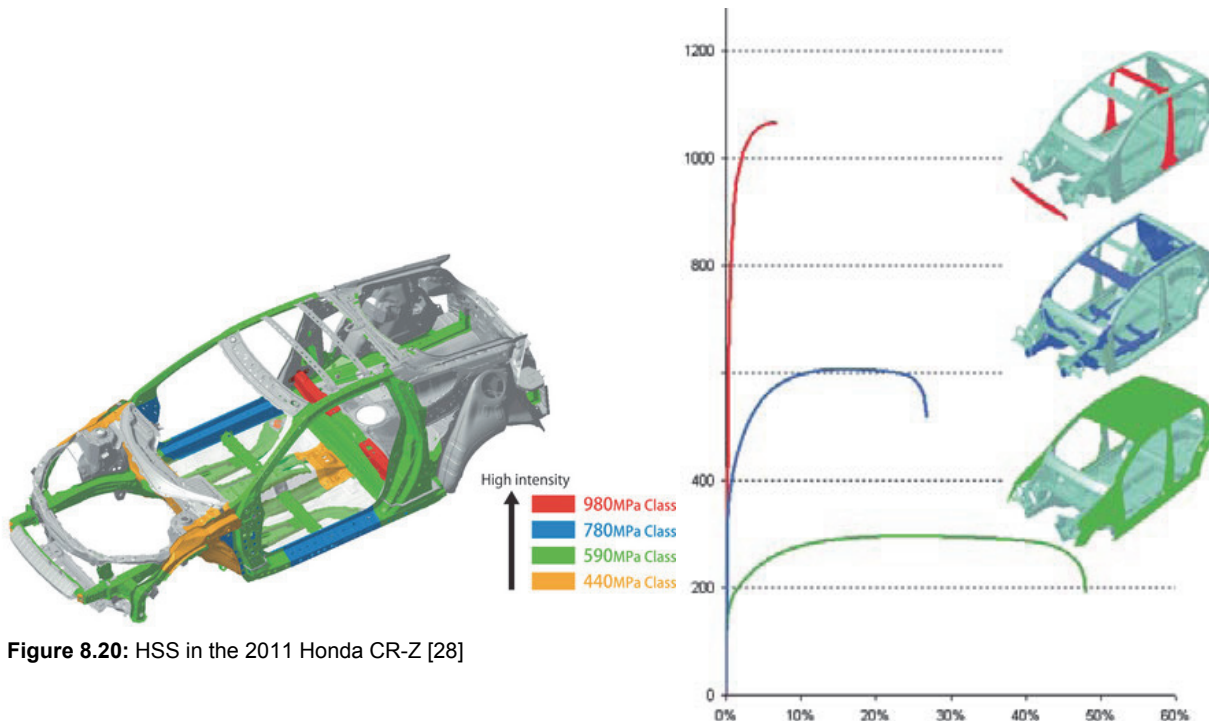 High intensity
980MPa Class
780MPa Class
590MPa Class
440MPa Class
Figure 8.20: HSS in the 2011 Honda CR-Z [28]
1200
1000
800
600
400
200
0
0% 10% 20% 30% 40% 50% 60%